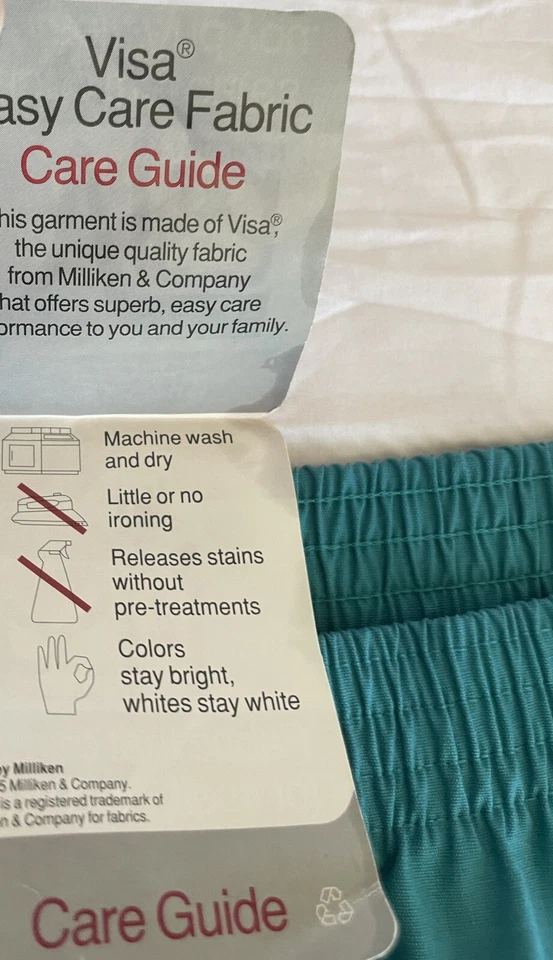 Visa®
asy Care Fabric
Care Guide
his garment is made of Visa®,
the unique quality fabric
from Milliken & Company
hat offers superb, easy care
ormance to you and your family.
Machine wash
and dry
Little or no
ironing
Releases stains
without
pre-treatments
Colors
stay bright,
whites stay white
y Milliken
5 Milliken & Company.
is a registered trademark of
n & Company for fabrics.
Care Guide